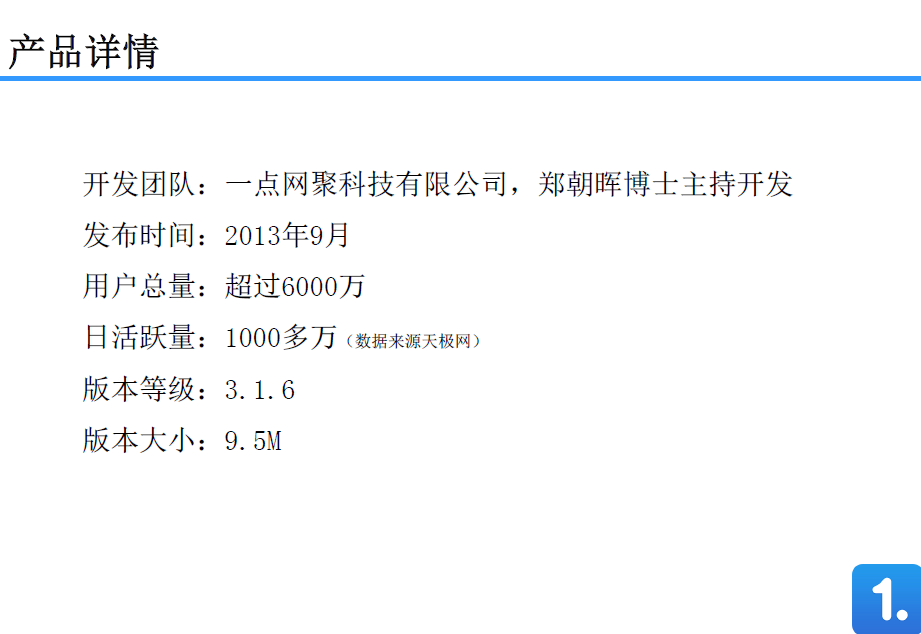 产品详情
开发团队：一点网聚科技有限公司，郑朝晖博士主持开发
发布时间：2013年9月
用户总量：超过6000万
日活跃量：1000多万（数据来源天极网）
版本等级：3.1.6
版本大小：9.5M
1.